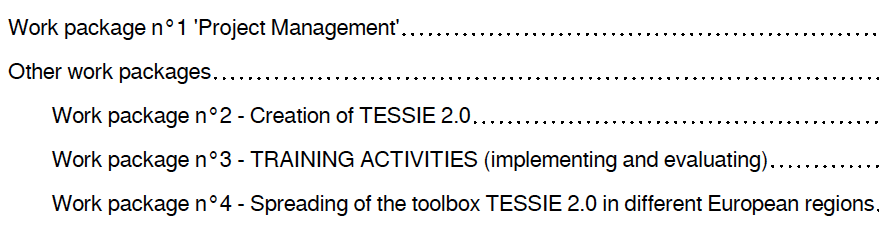 Work package n°1 'Project Management'................................................
Other work packages...................................................................
Work package n°2 - Creation of TESSIE 2.0.........................................
Work package n°3 - TRAINING ACTIVITIES (implementing and evaluating)...........
Work package n°4 - Spreading of the toolbox TESSIE 2.0 in different European regions.